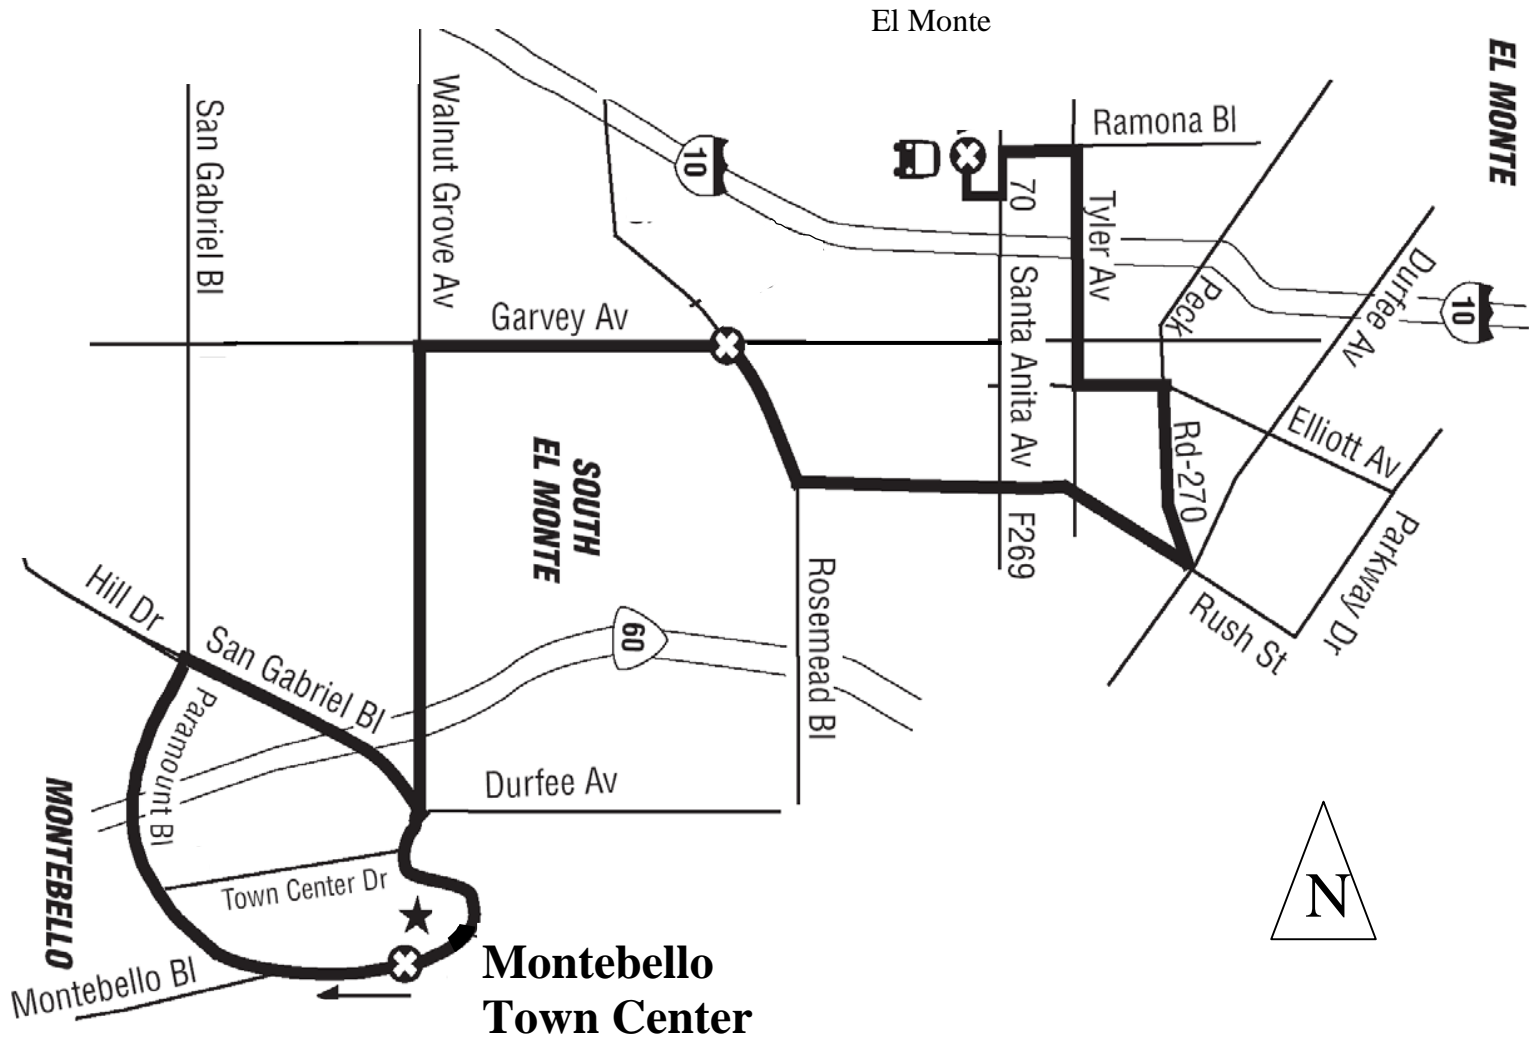 El Monte
EL MONTE
San Gabriel Bl
Walnut Grove Av
10
Ramona Bl
70
Tyler Av
Santa Anita Av
Peck
Durfee Av
10
Garvey Av
Elliott Av
Rd-270
SOUTH
EL MONTE
F269
Parkway Dr
Rush St
Rosemead Bl
60
Hill Dr
San Gabriel Bl
Paramount Bl
Durfee Av
MONTEBELLO
Town Center Dr
N
Montebello Bl
Montebello
Town Center